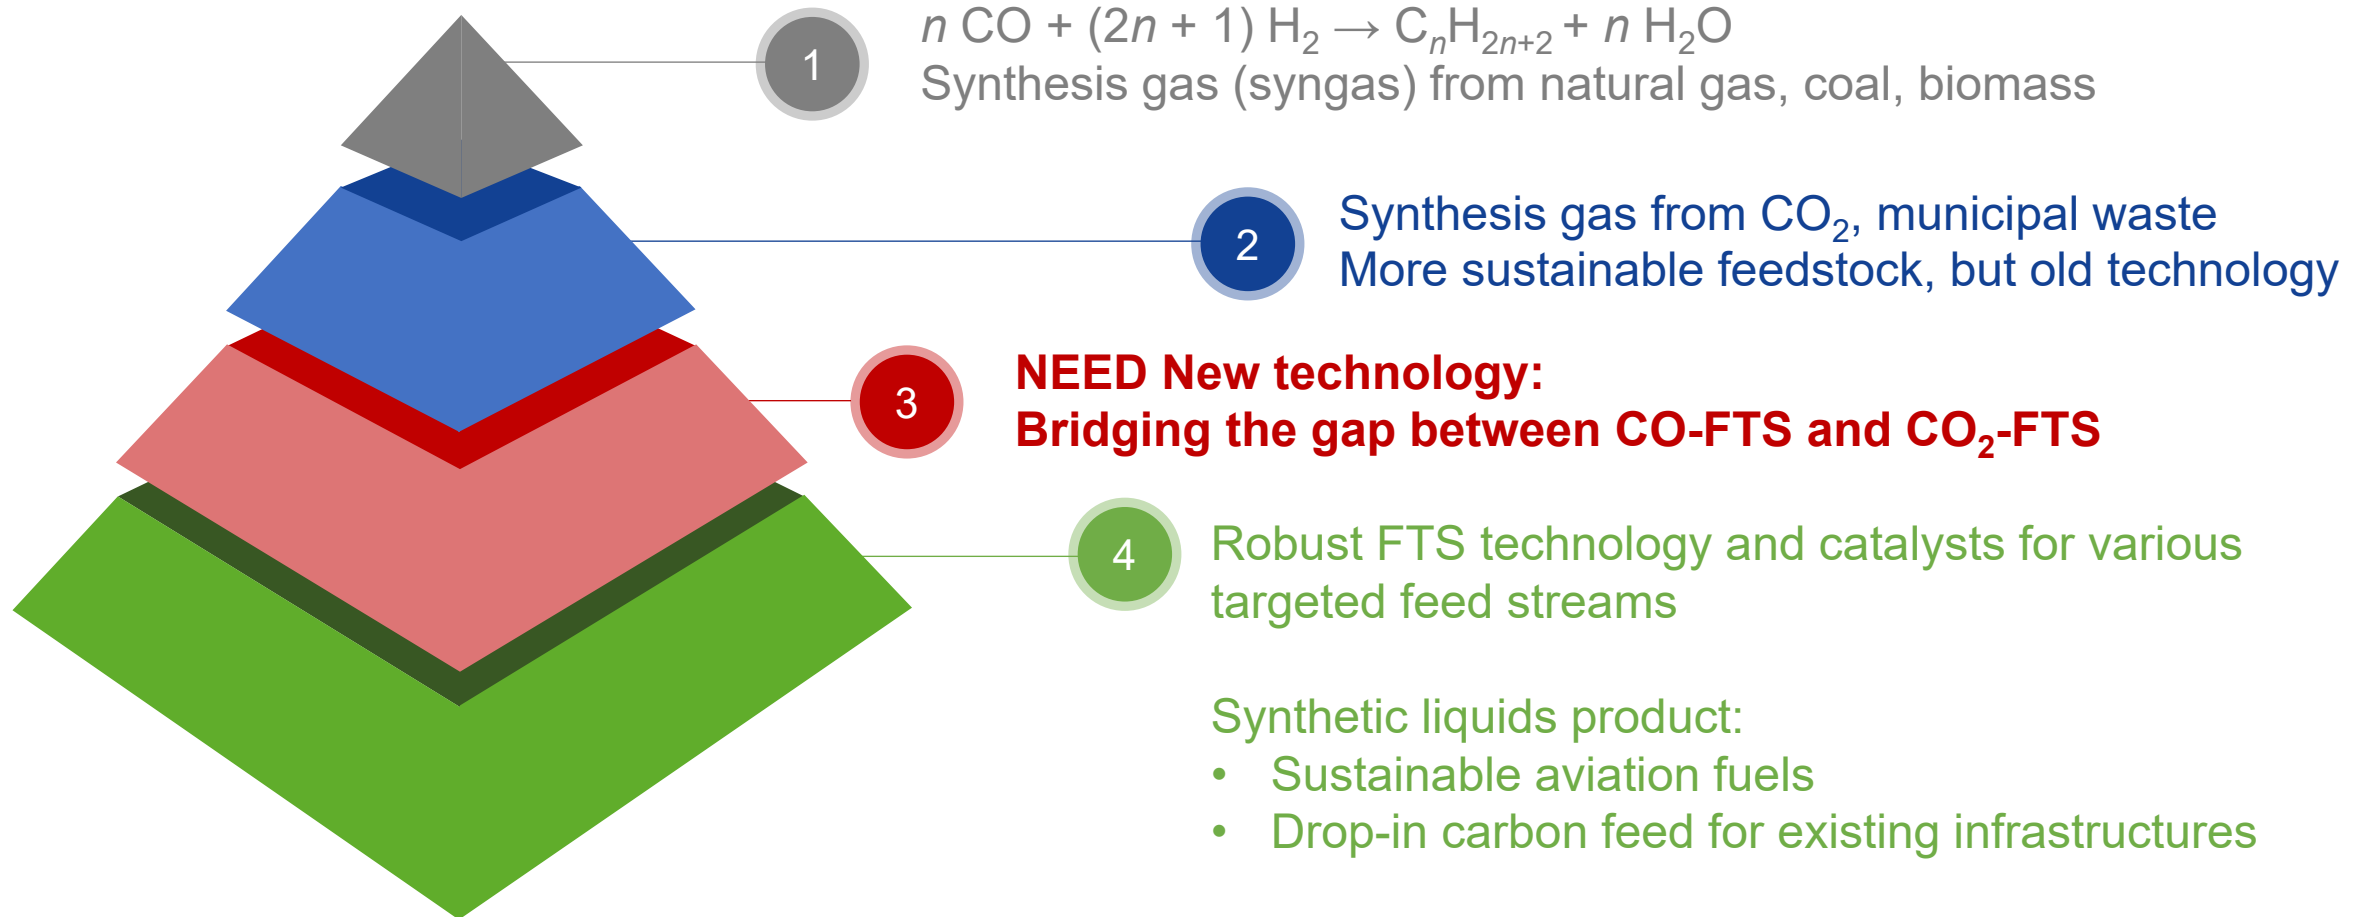 1
n CO + (2n + 1) H₂ → CₙH₂ₙ₊₂ + n H₂O
Synthesis gas (syngas) from natural gas, coal, biomass
2
Synthesis gas from CO₂, municipal waste
More sustainable feedstock, but old technology
3
NEED New technology:
Bridging the gap between CO-FTS and CO₂-FTS
4
Robust FTS technology and catalysts for various
targeted feed streams
Synthetic liquids product:
• Sustainable aviation fuels
• Drop-in carbon feed for existing infrastructures